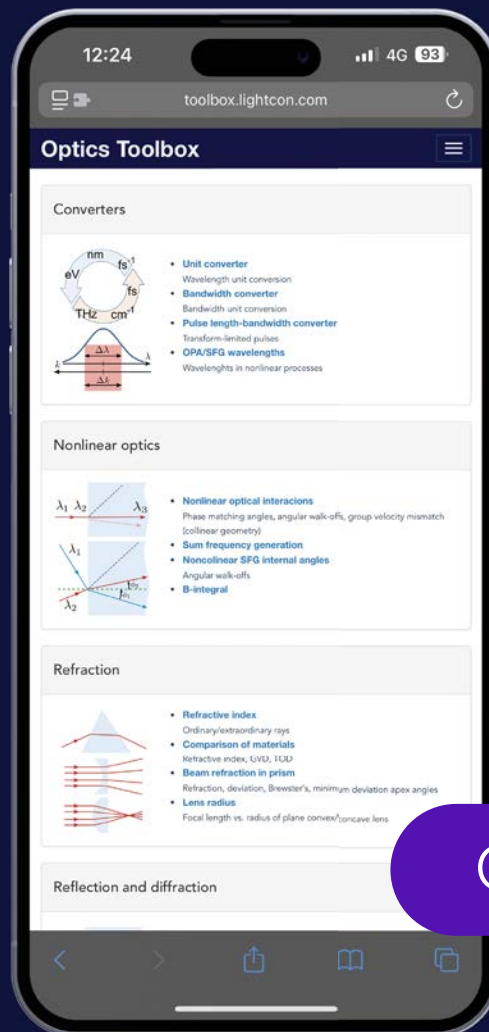 12:24
4G 93
toolbox.lightcon.com
Optics Toolbox
Converters
nm
fs-1
eV
fs
THz cm-1
Δλ
k λ
Δk
Unit converter
Wavelength unit conversion
Bandwidth converter
Bandwidth unit conversion
Pulse length-bandwidth converter
Transform-limited pulses
OPA/SFG wavelengths
Wavelenghts in nonlinear processes
Nonlinear optics
λ1 λ2 λ3
λ1
λ2
Nonlinear optical interacions
Phase matching angles, angular walk-offs, group velocity mismatch
(collinear geometry)
Sum frequency generation
Noncolinear SFG internal angles
Angular walk-offs
B-integral
Refraction
Refractive index
Ordinary/extraordinary rays
Comparison of materials
Refractive index, GVD, TOD
Beam refraction in prism
Refraction, deviation, Brewster's, minimum deviation apex angles
Lens radius
Focal length vs. radius of plane convex/concave lens
Reflection and diffraction